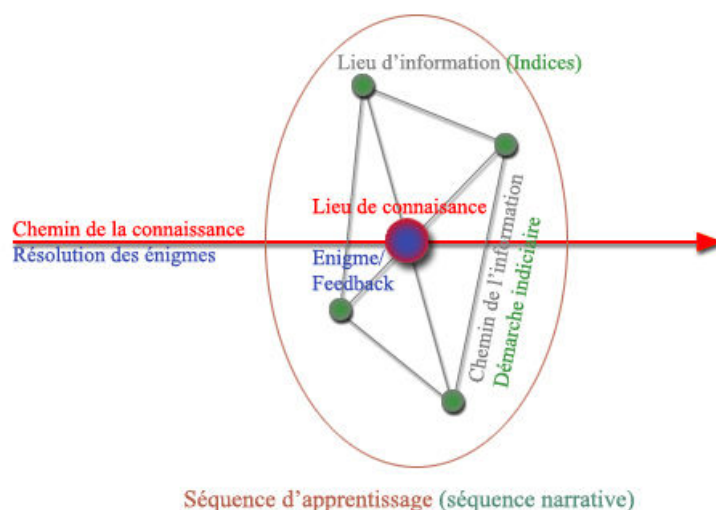 Lieu d'information (Indices)
Lieu de connaisance
Chemin de la connaissance
Résolution des énigmes
Enigme/
Feedback
Chemin de l'information
Démarche indiciaire
Séquence d'apprentissage (séquence narrative)